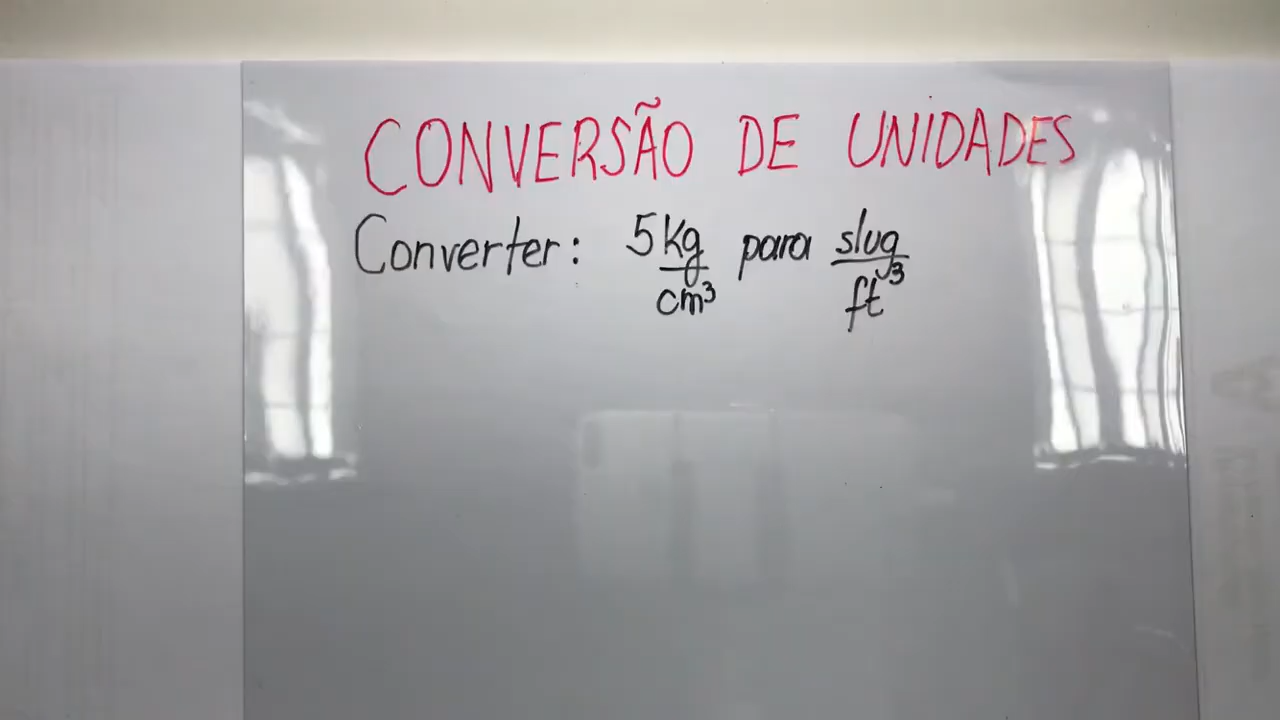 CONVERSÃO DE UNIDADES
Converter: 5 Kg/cm³ para slug/ft³